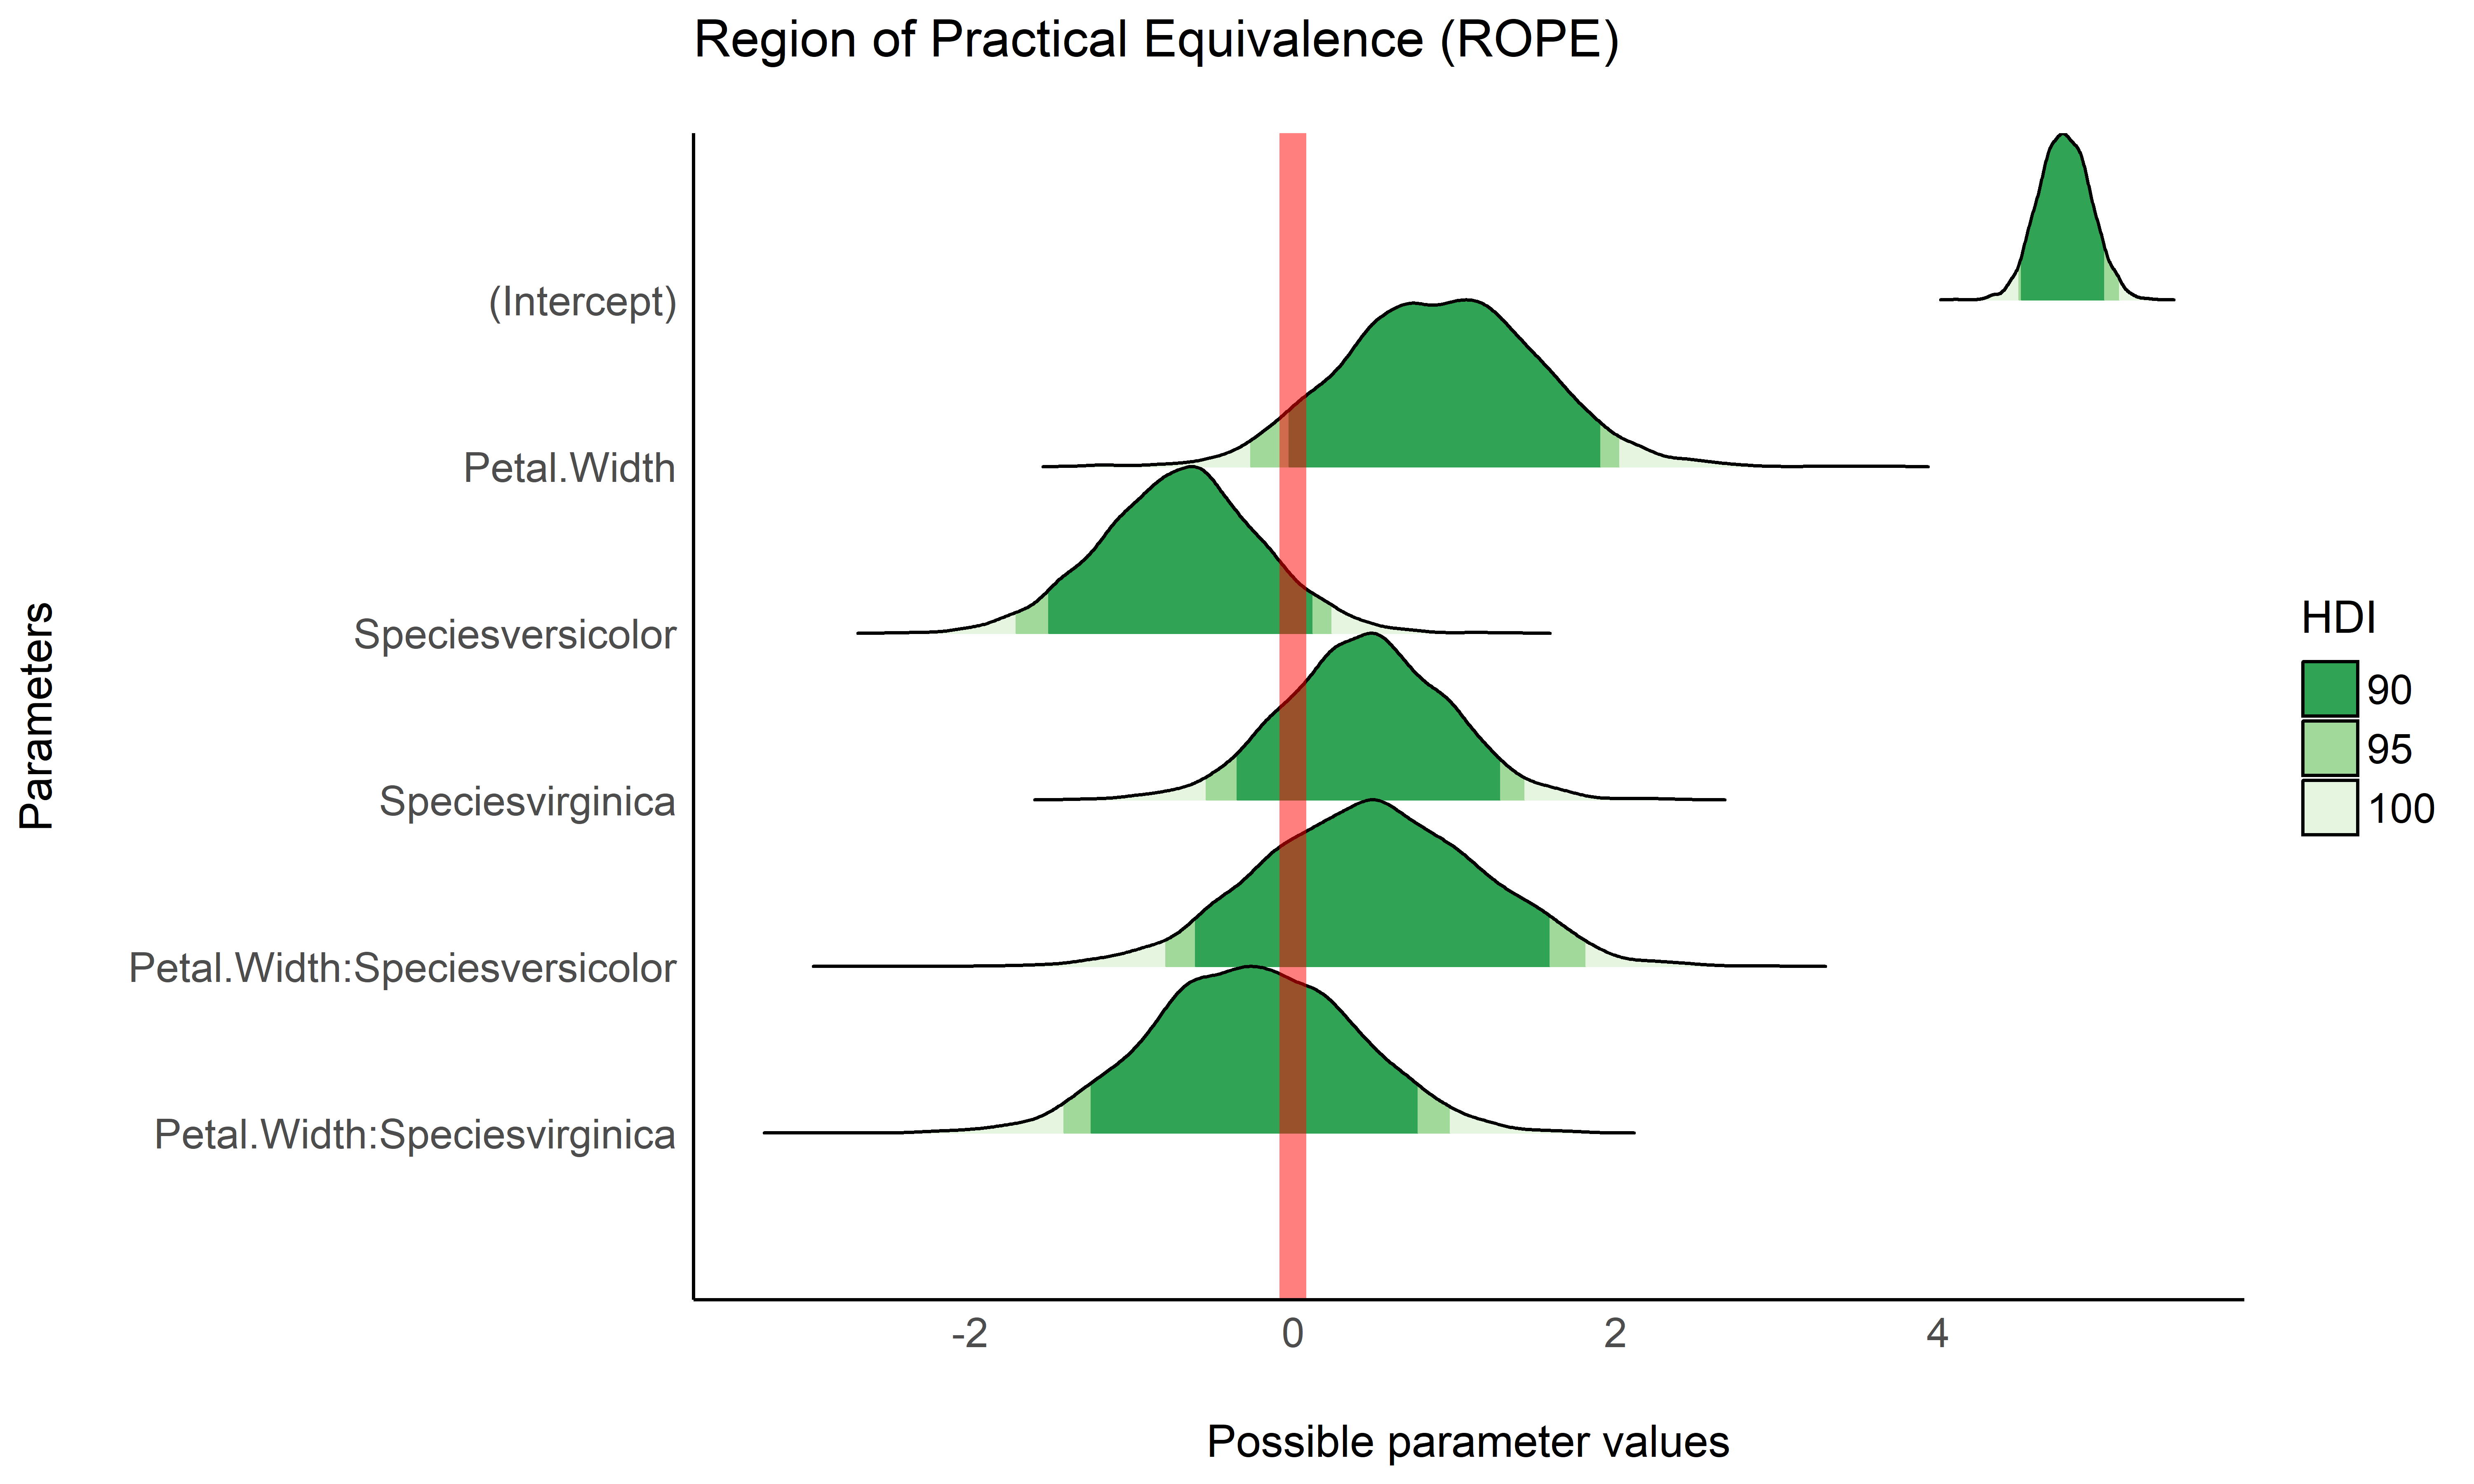 Region of Practical Equivalence (ROPE)
Parameters
(Intercept)
Petal.Width
Speciesversicolor
Speciesvirginica
Petal.Width:Speciesversicolor
Petal.Width:Speciesvirginica
-2 0 2 4
Possible parameter values
HDI
90
95
100